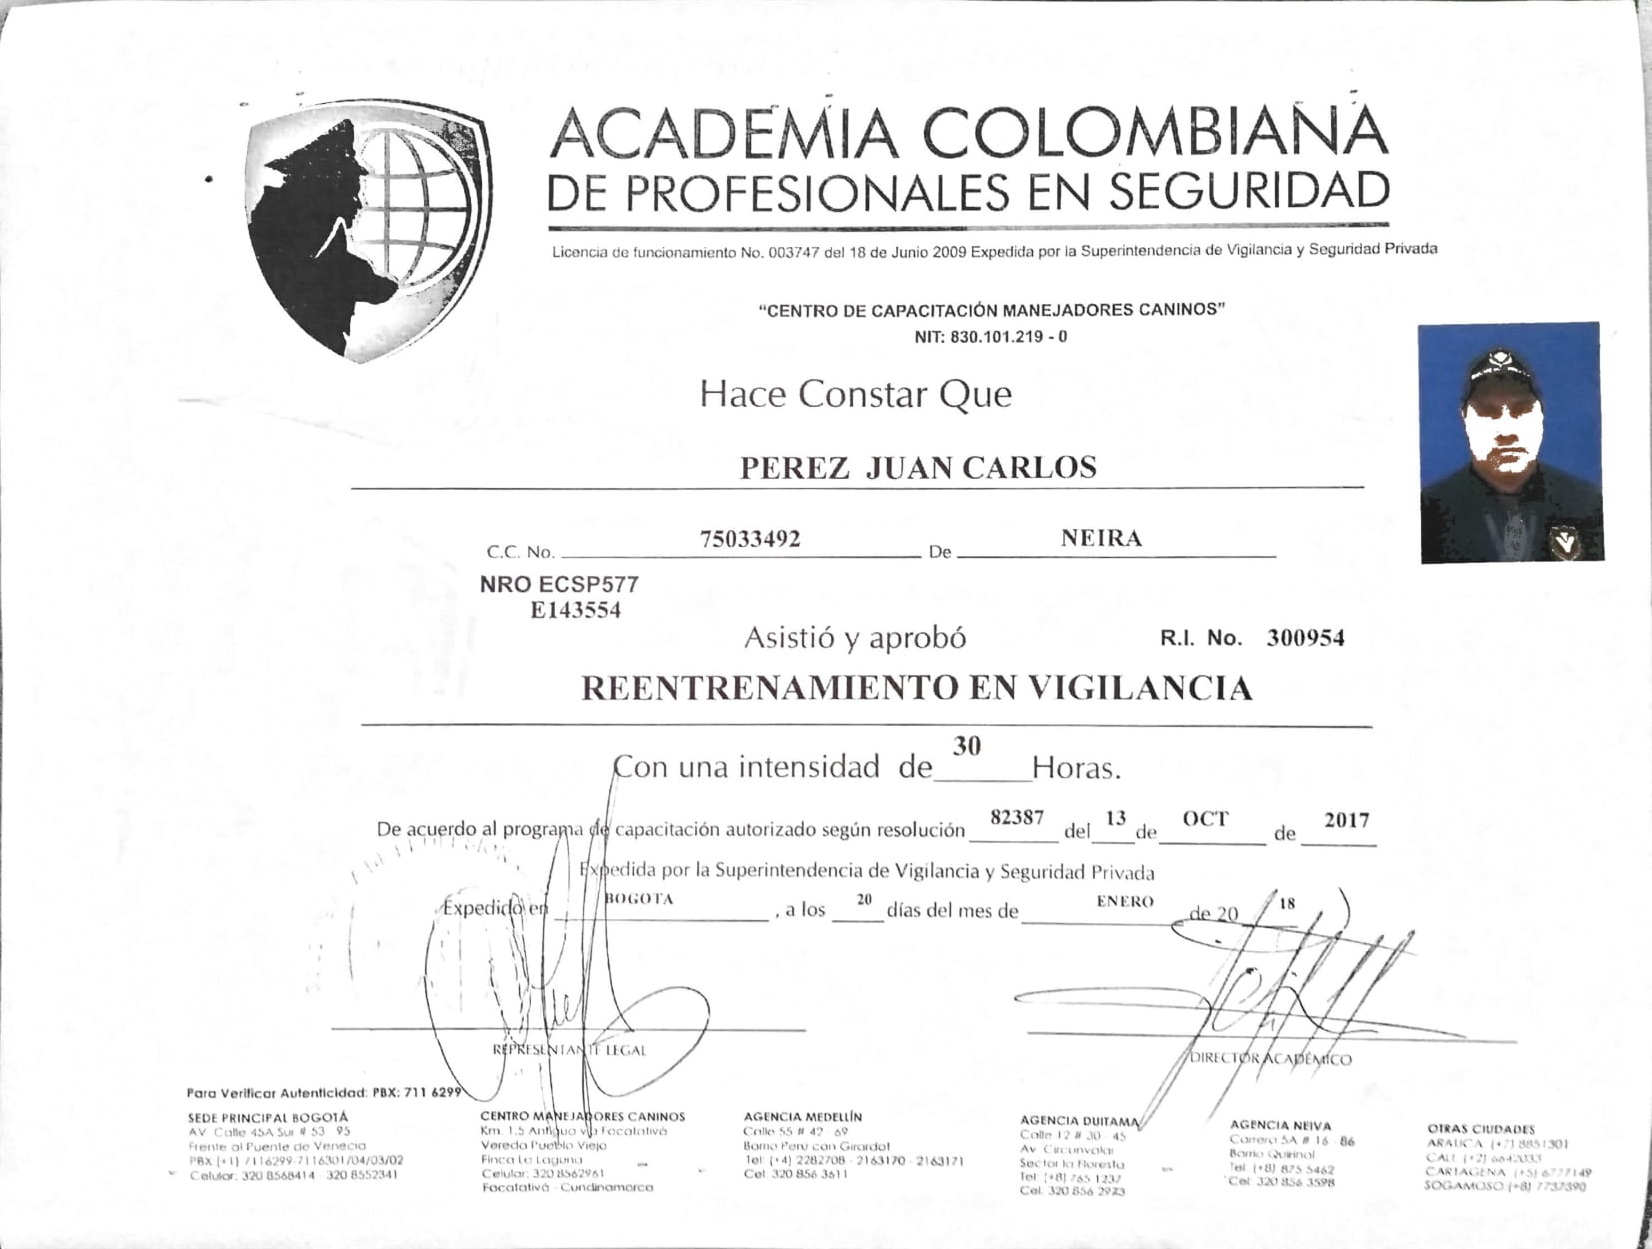 ACADEMIA COLOMBIANA
DE PROFESIONALES EN SEGURIDAD
Licencia de funcionamiento No. 003747 del 18 de Junio 2009 Expedida por la Superintendencia de Vigilancia y Seguridad Privada
“CENTRO DE CAPACITACIÓN MANEJADORES CANINOS”
NIT: 830.101.219 - 0
Hace Constar Que
PEREZ JUAN CARLOS
C.C. No. 75033492 De NEIRA
NRO ECSP577
E143554
Asistió y aprobó R.I. No. 300954
REENTRENAMIENTO EN VIGILANCIA
Con una intensidad de 30 Horas.
De acuerdo al programa de capacitación autorizado según resolución 82387 del 13 de OCT de 2017
Expedida por la Superintendencia de Vigilancia y Seguridad Privada
Expedido en BOGOTA, a los 20 días del mes de ENERO de 20 18
REPRESENTANTE LEGAL DIRECTOR ACADÉMICO
Para Verificar Autenticidad: PBX: 711 6299
SEDE PRINCIPAL BOGOTÁ
AV Calle 45A Sur # 53 95
Frente al Puente de Venecia
PBX (+1) 7116299-7116301/04/03/02
Celular: 320 8568414 320 8552341
CENTRO MANEJADORES CANINOS
Km. 1.5 Antigua vía Facatativá
Vereda Pueblo Viejo
Finca La Laguna
Celular: 320 8562961
Facatativá - Cundinamarca
AGENCIA MEDELLÍN
Calle 55 # 42 69
Barrio Perú con Girardot
Tel: (+4) 2282708 - 2163170 - 2163171
Cel 320 856 3611
AGENCIA DUITAMA
Calle 12 # 30 45
Av Circunvalar
Sector la Floresta
Tel (+8) 765 1237
Cel. 320 856 2923
AGENCIA NEIVA
Carrera 5A # 16 - 86
Barrio Quirinal
Tel (+8) 875 5462
Cel 320 856 3598
OTRAS CIUDADES
ARAUCA (+7) 8851301
CALI (+2)
CARTAGENA (+5) 6777149
SOGAMOSO (+8) 7737390